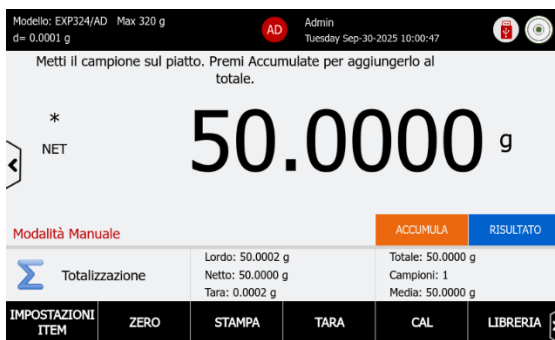 Modello: EXP324/AD Max 320 g
d= 0.0001 g
AD
Admin
Tuesday Sep-30-2025 10:00:47
Metti il campione sul piatto. Premi Accumulate per aggiungerlo al
totale.
*
NET
50.0000 g
Modalità Manuale
ACCUMULA
RISULTATO
Totalizzazione
Lordo: 50.0002 g
Netto: 50.0000 g
Tara: 0.0002 g
Totale: 50.0000 g
Campioni: 1
Media: 50.0000 g
IMPOSTAZIONI
ITEM
ZERO
STAMPA
TARA
CAL
LIBRERIA